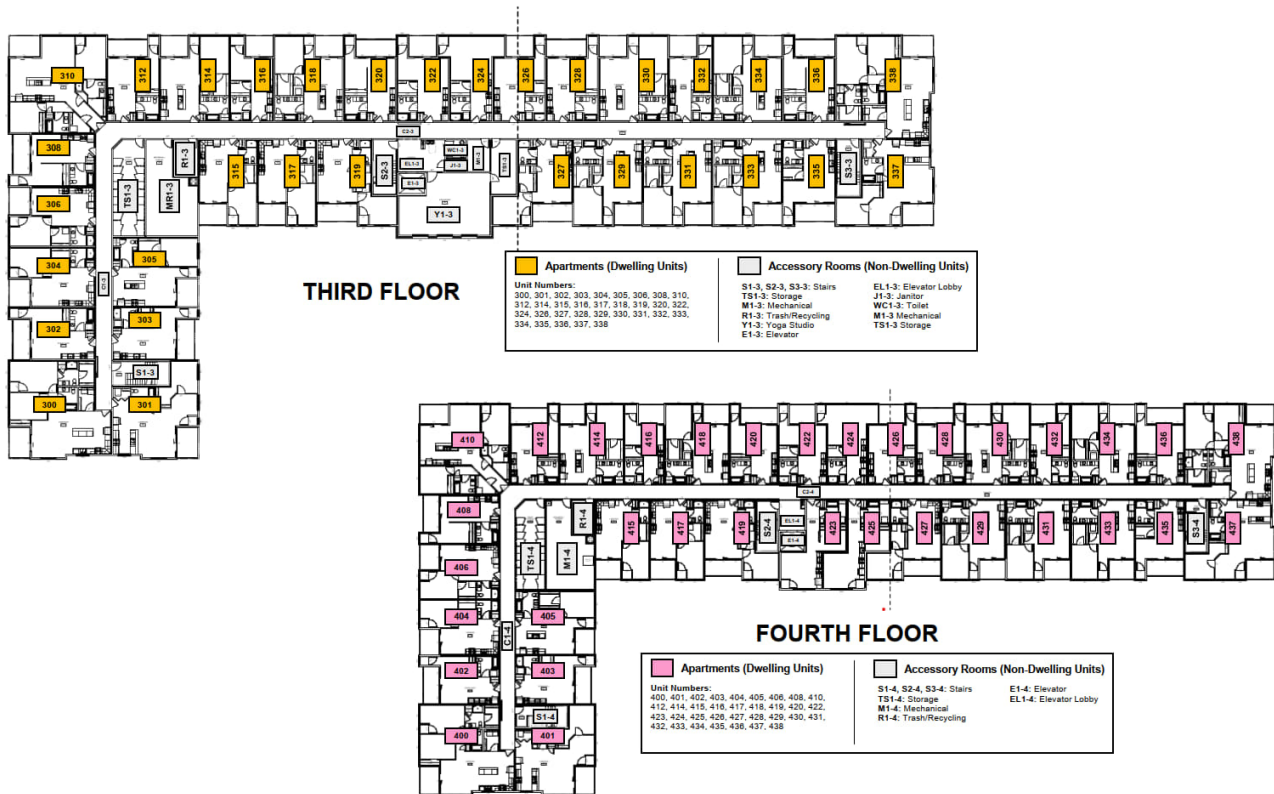 310
312
314
316
318
320
322
324
326
328
330
332
334
336
338
C2-3
308
R1-3
315
317
319
S2-3
EL1-3
WC1-3
J1-3
M1-3
E1-3
TS1-3
327
329
331
333
335
S3-3
337
306
TS1-3
MR1-3
Y1-3
304
305
C1-3
302
303
S1-3
300
301
THIRD FLOOR
Apartments (Dwelling Units)
Unit Numbers:
300, 301, 302, 303, 304, 305, 306, 308, 310,
312, 314, 315, 316, 317, 318, 319, 320, 322,
324, 326, 327, 328, 329, 330, 331, 332, 333,
334, 335, 336, 337, 338
Accessory Rooms (Non-Dwelling Units)
S1-3, S2-3, S3-3: Stairs
TS1-3: Storage
M1-3: Mechanical
R1-3: Trash/Recycling
Y1-3: Yoga Studio
E1-3: Elevator
EL1-3: Elevator Lobby
J1-3: Janitor
WC1-3: Toilet
M1-3 Mechanical
TS1-3 Storage
410
412
414
416
418
420
422
424
426
428
430
432
434
436
438
C2-4
408
R1-4
415
417
419
S2-4
EL1-4
E1-4
423
425
427
429
431
433
435
S3-4
437
406
TS1-4
M1-4
404
405
C1-4
402
403
S1-4
400
401
FOURTH FLOOR
Apartments (Dwelling Units)
Unit Numbers:
400, 401, 402, 403, 404, 405, 406, 408, 410,
412, 414, 415, 416, 417, 418, 419, 420, 422,
423, 424, 425, 426, 427, 428, 429, 430, 431,
432, 433, 434, 435, 436, 437, 438
Accessory Rooms (Non-Dwelling Units)
S1-4, S2-4, S3-4: Stairs
TS1-4: Storage
M1-4: Mechanical
R1-4: Trash/Recycling
E1-4: Elevator
EL1-4: Elevator Lobby